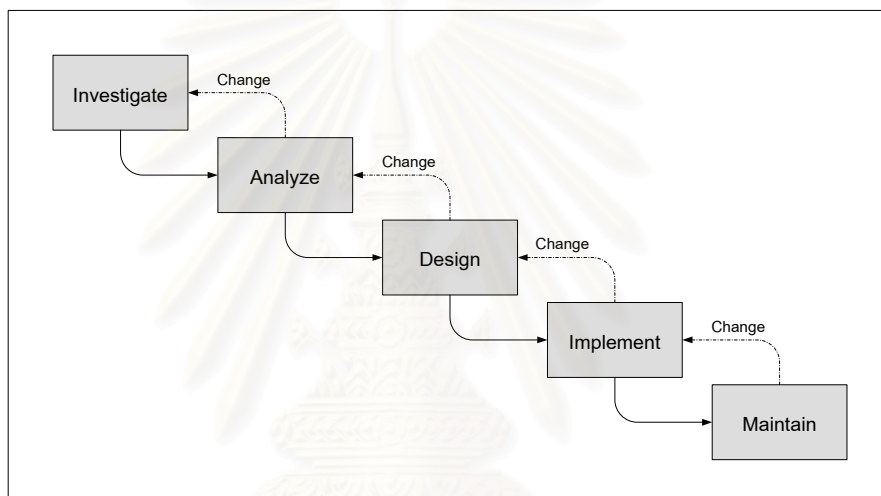 Investigate
Change
Analyze
Change
Design
Change
Implement
Change
Maintain